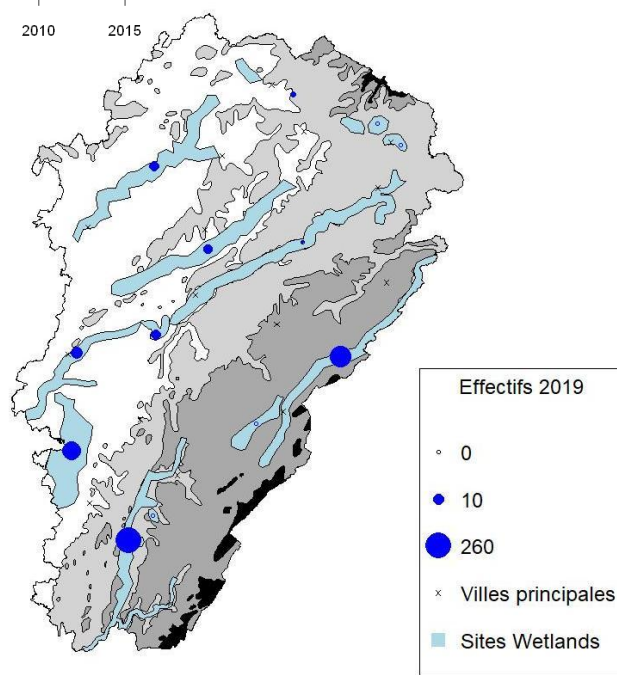 2010 2015
Effectifs 2019
0
10
260
Villes principales
Sites Wetlands